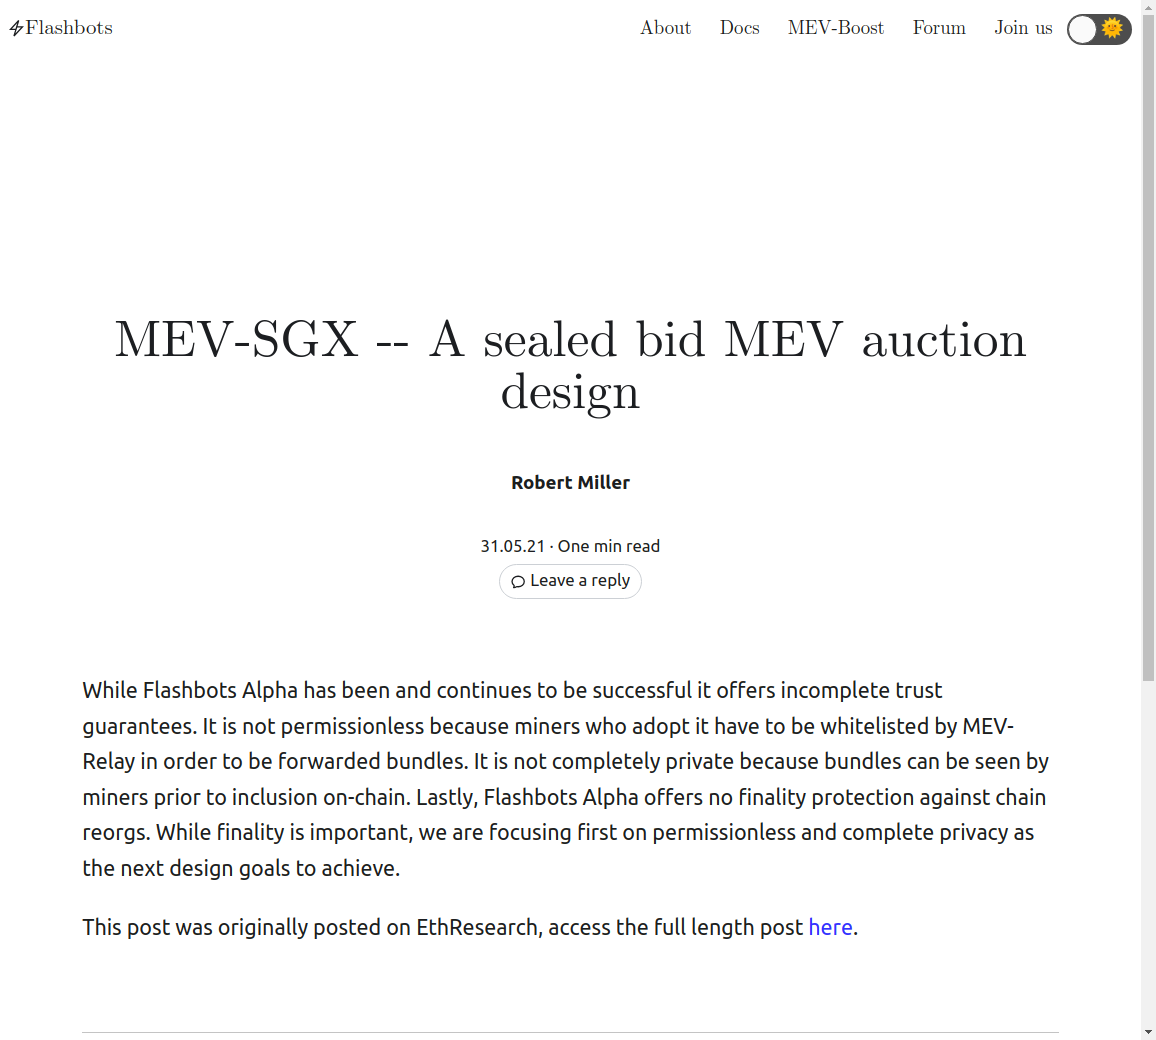 Flashbots
About Docs MEV-Boost Forum Join us
MEV-SGX -- A sealed bid MEV auction
design
Robert Miller
31.05.21 · One min read
Leave a reply
While Flashbots Alpha has been and continues to be successful it offers incomplete trust
guarantees. It is not permissionless because miners who adopt it have to be whitelisted by MEV-
Relay in order to be forwarded bundles. It is not completely private because bundles can be seen by
miners prior to inclusion on-chain. Lastly, Flashbots Alpha offers no finality protection against chain
reorgs. While finality is important, we are focusing first on permissionless and complete privacy as
the next design goals to achieve.
This post was originally posted on EthResearch, access the full length post here.